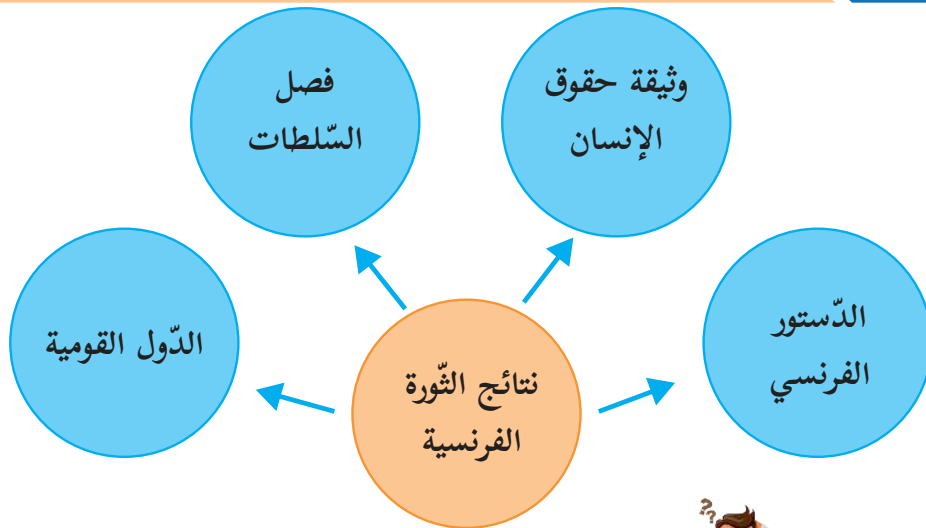 وثيقة حقوق
الإنسان
فصل
السّلطات
الدّستور
الفرنسي
الدّول القومية
نتائج الثّورة
الفرنسية
??